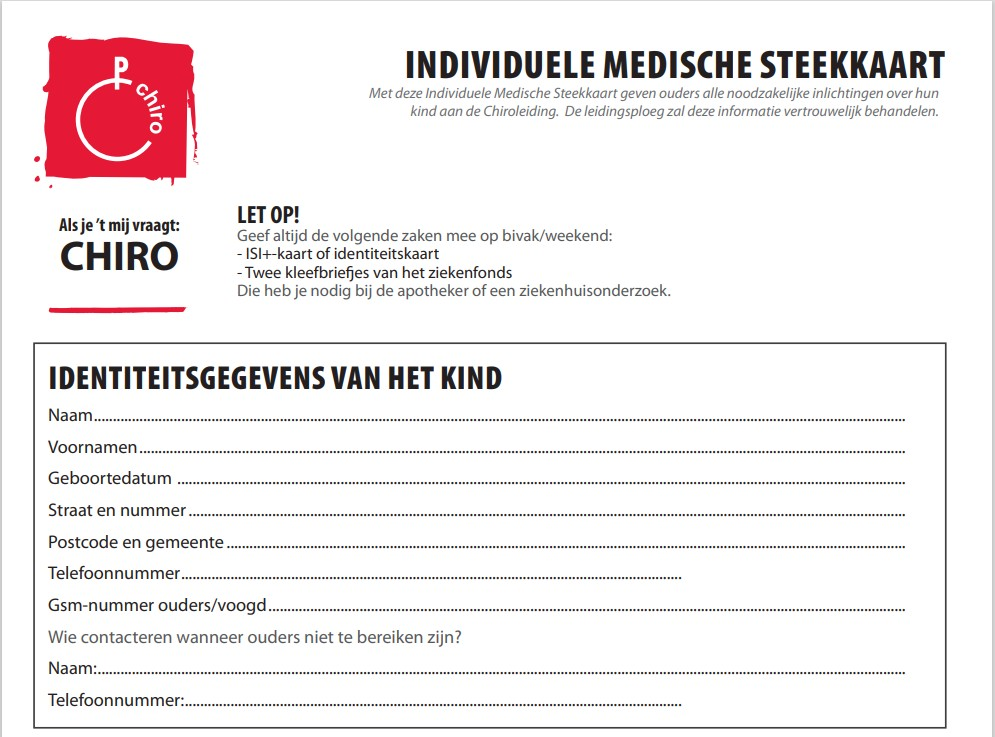 chiro
INDIVIDUELE MEDISCHE STEEKKAART
Met deze Individuele Medische Steekkaart geven ouders alle noodzakelijke inlichtingen over hun
kind aan de Chiroleiding. De leidingsploeg zal deze informatie vertrouwelijk behandelen.
Als je 't mij vraagt:
CHIRO
LET OP!
Geef altijd de volgende zaken mee op bivak/weekend:
- ISI+-kaart of identiteitskaart
- Twee kleefbriefjes van het ziekenfonds
Die heb je nodig bij de apotheker of een ziekenhuisonderzoek.
IDENTITEITSGEGEVENS VAN HET KIND
Naam
Voornamen
Geboortedatum
Straat en nummer
Postcode en gemeente
Telefoonnummer
Gsm-nummer ouders/voogd
Wie contacteren wanneer ouders niet te bereiken zijn?
Naam:
Telefoonnummer: